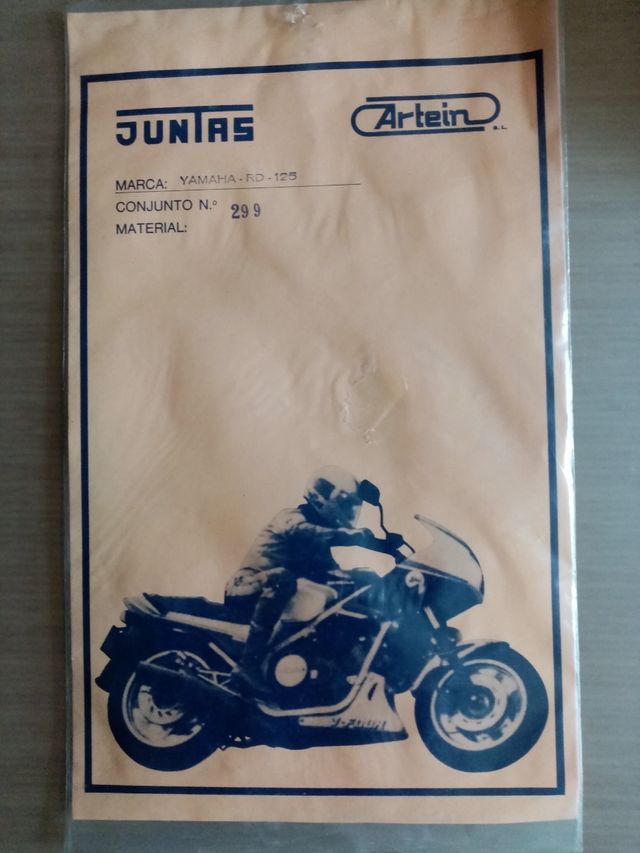 JUNTAS
Artein S.L.
MARCA: YAMAHA-RD-125
CONJUNTO N.º 299
MATERIAL: